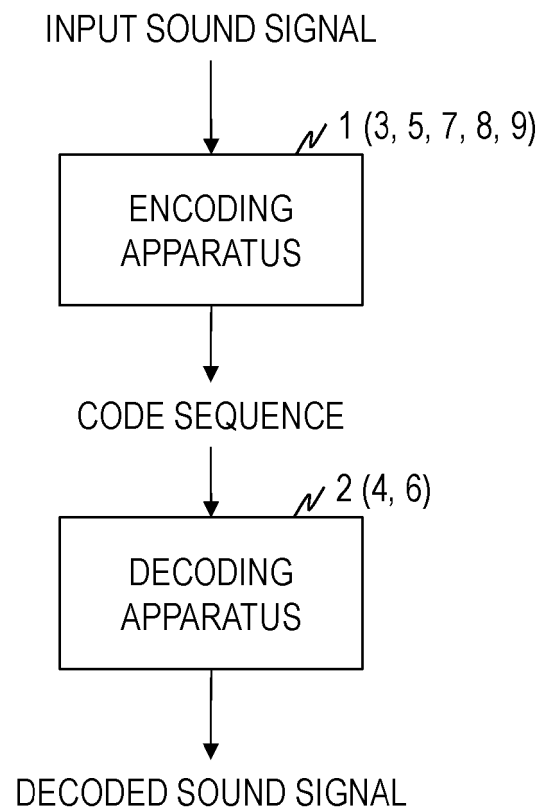 INPUT SOUND SIGNAL
1 (3, 5, 7, 8, 9)
ENCODING
APPARATUS
CODE SEQUENCE
2 (4, 6)
DECODING
APPARATUS
DECODED SOUND SIGNAL